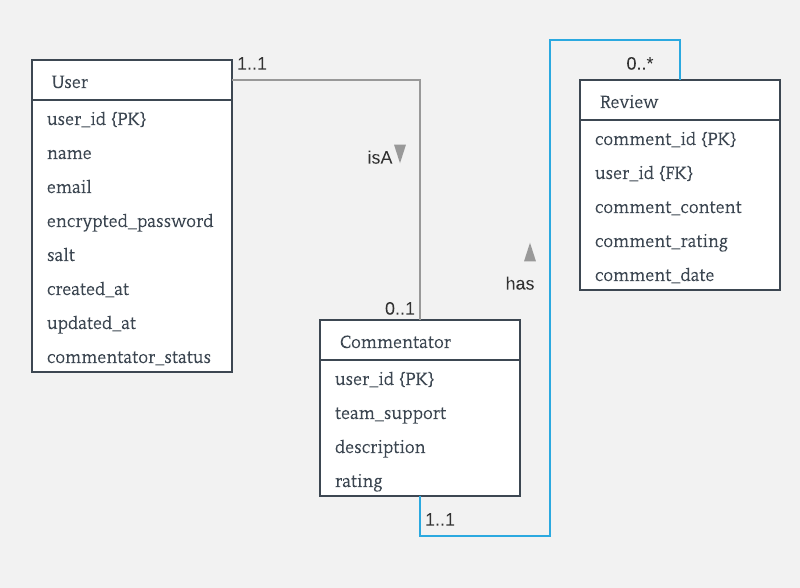 User
user_id {PK}
name
email
encrypted_password
salt
created_at
updated_at
commentator_status
1..1
isA
0..1
Commentator
user_id {PK}
team_support
description
rating
1..1
has
0..*
Review
comment_id {PK}
user_id {FK}
comment_content
comment_rating
comment_date